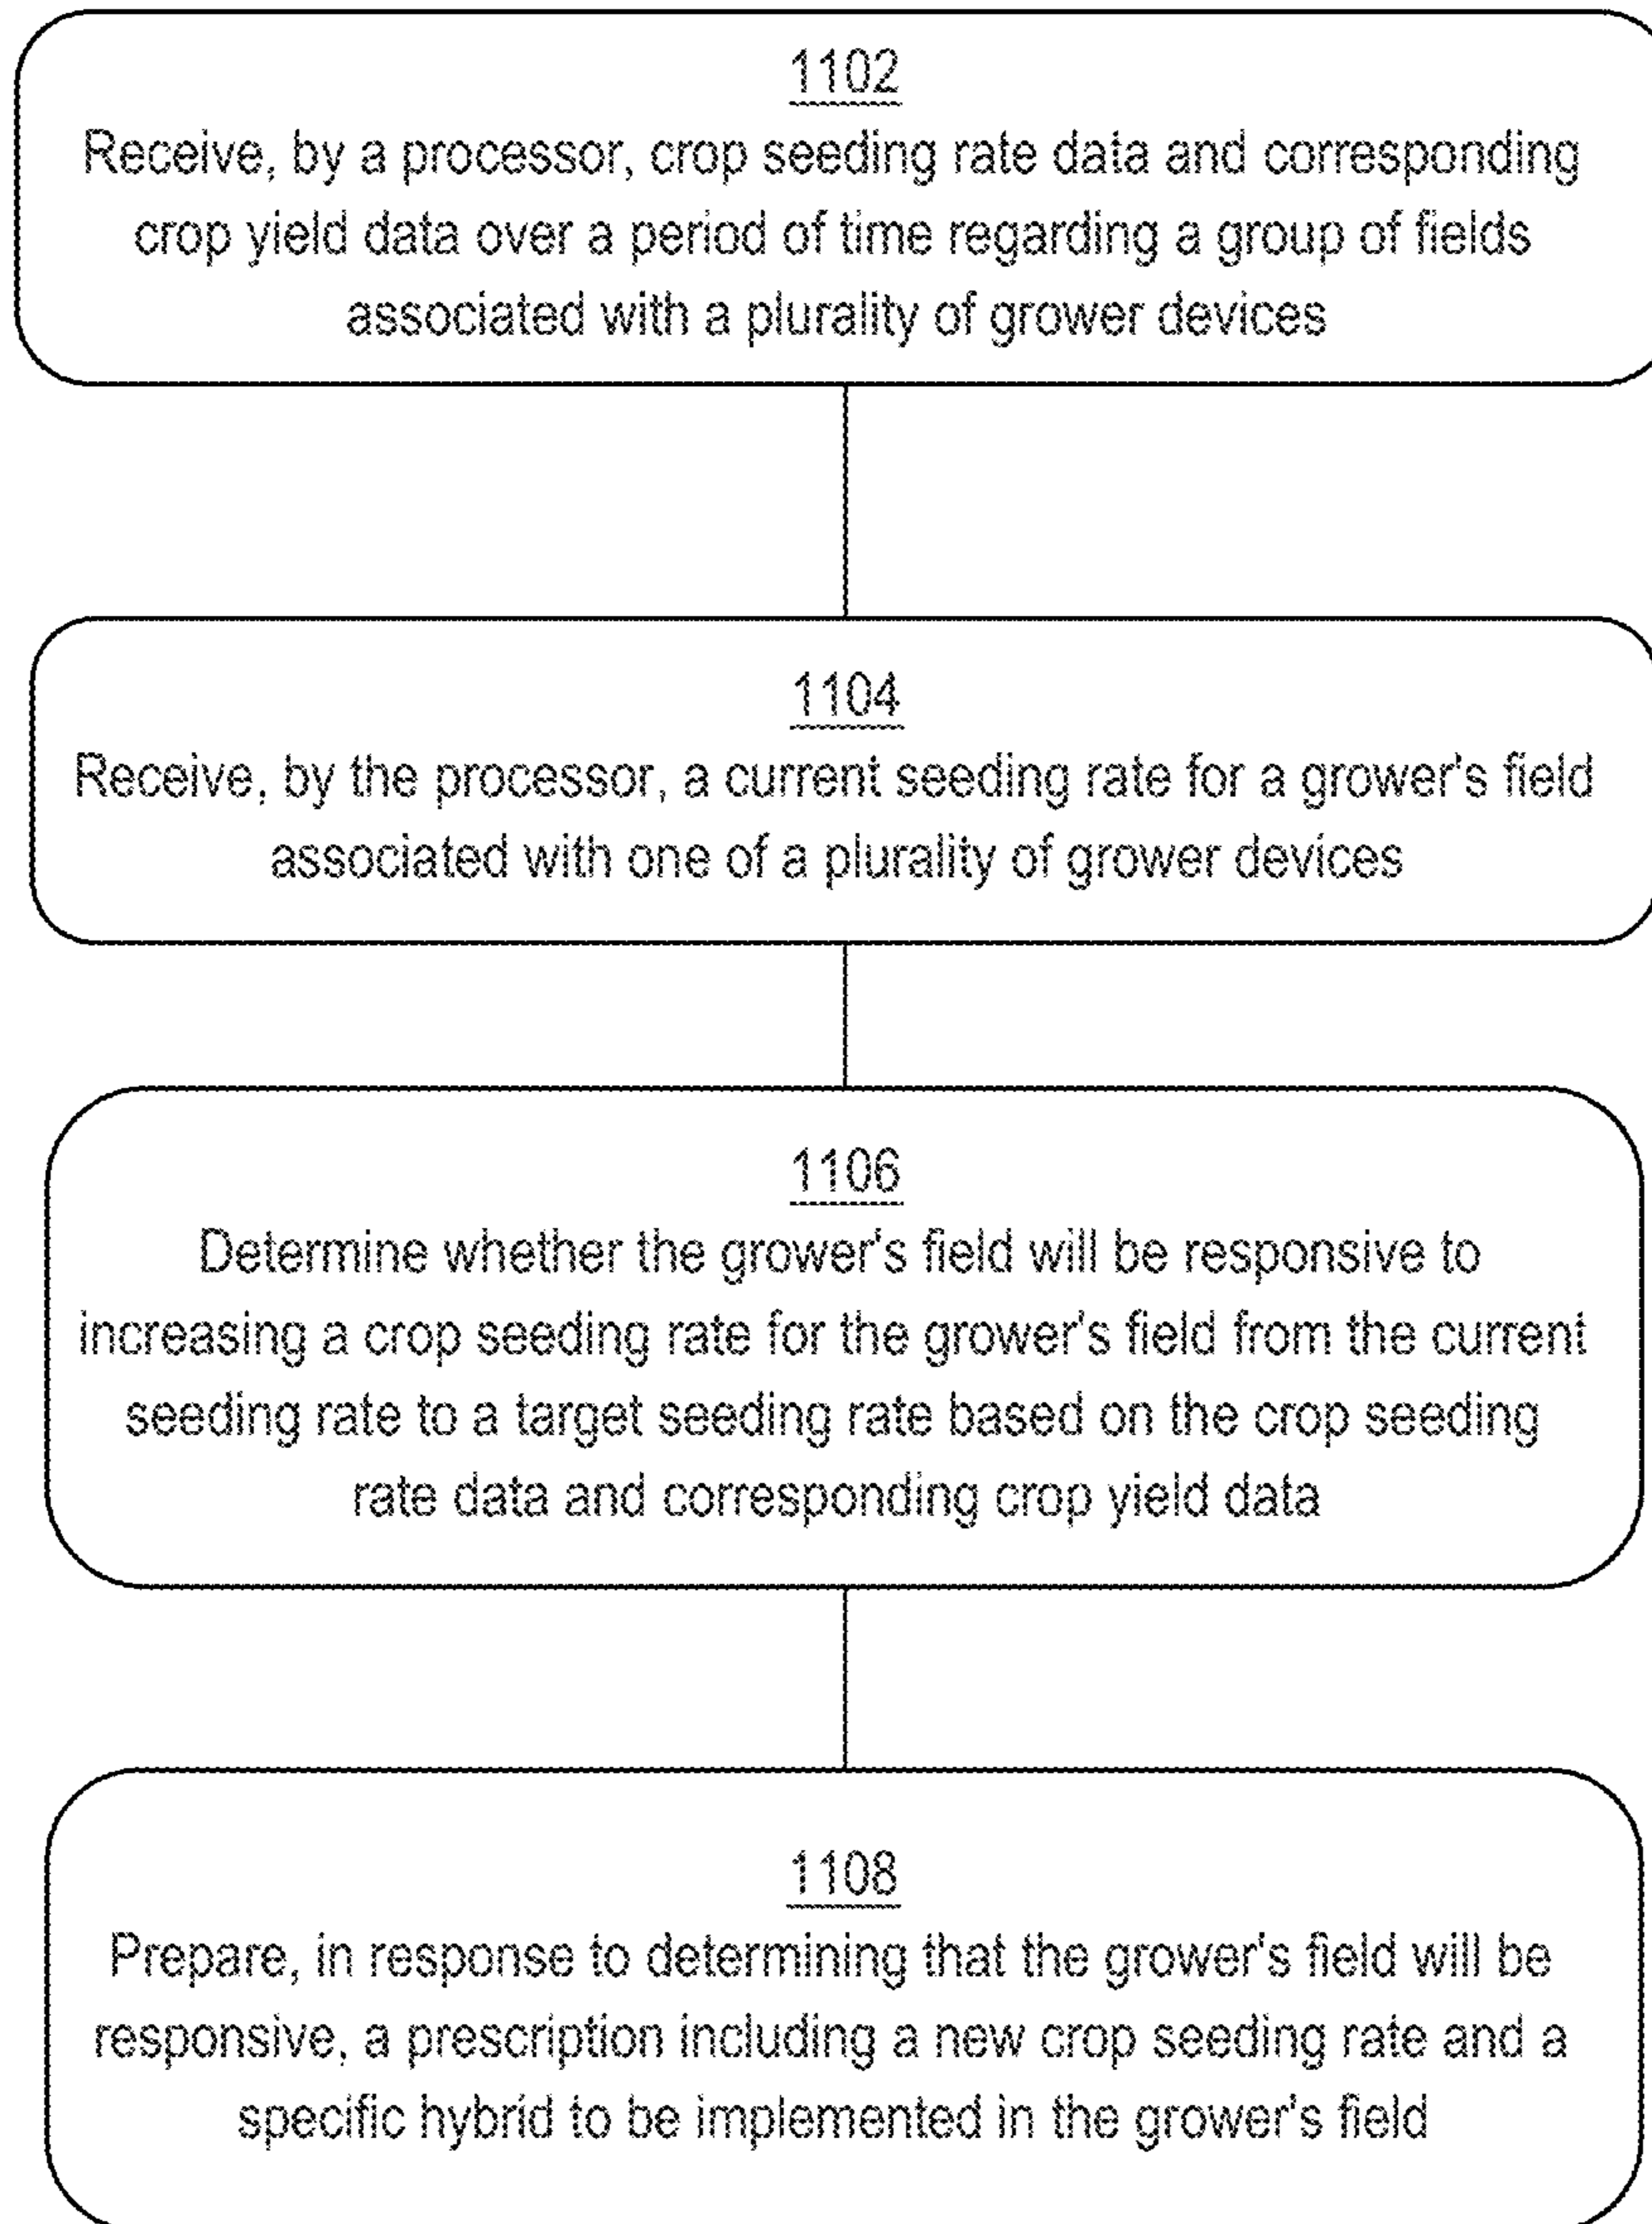 1102
Receive, by a processor, crop seeding rate data and corresponding
crop yield data over a period of time regarding a group of fields
associated with a plurality of grower devices
1104
Receive, by the processor, a current seeding rate for a grower's field
associated with one of a plurality of grower devices
1106
Determine whether the grower's field will be responsive to
increasing a crop seeding rate for the grower's field from the current
seeding rate to a target seeding rate based on the crop seeding
rate data and corresponding crop yield data
1108
Prepare, in response to determining that the grower's field will be
responsive, a prescription including a new crop seeding rate and a
specific hybrid to be implemented in the grower's field